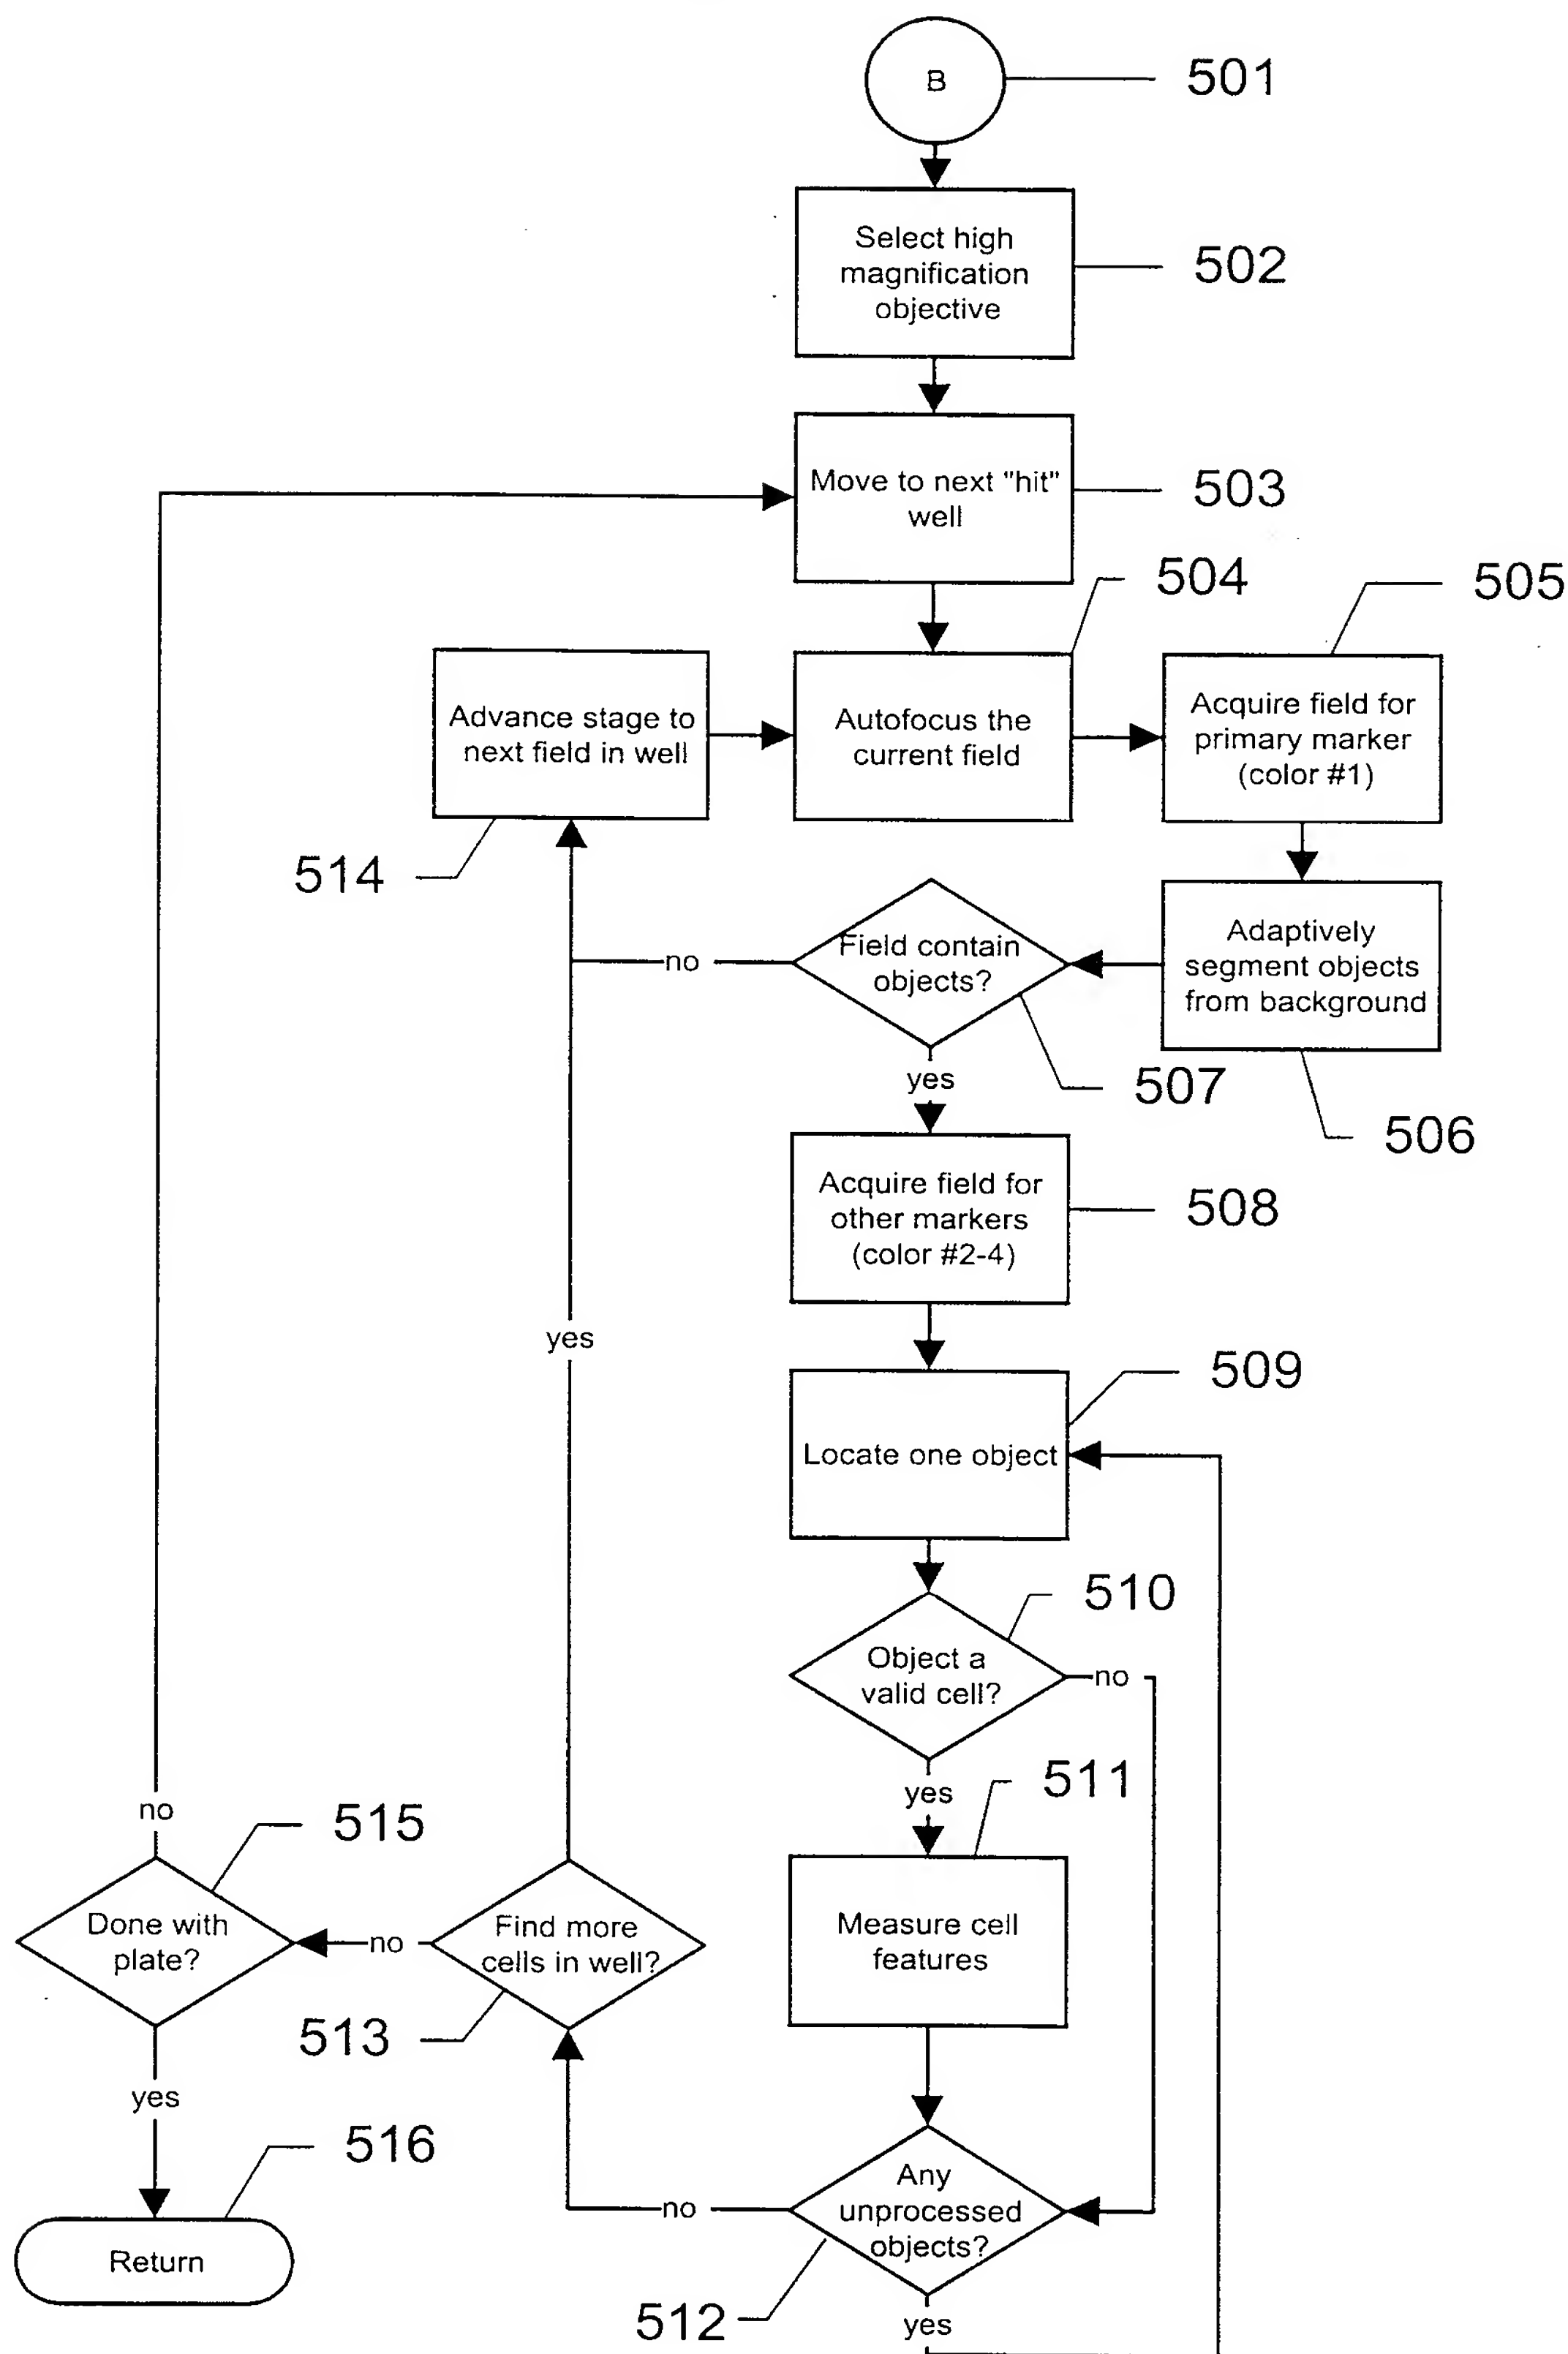 B
501
Select high
magnification
objective
502
Move to next "hit"
well
503
504
505
Advance stage to
next field in well
Autofocus the
current field
Acquire field for
primary marker
(color #1)
514
Field contain
objects?
no
Adaptively
segment objects
from background
yes
507
506
Acquire field for
other markers
(color #2-4)
508
yes
509
Locate one object
510
Object a
valid cell?
no
yes
511
no
515
Done with
plate?
no
Find more
cells in well?
Measure cell
features
513
yes
516
Return
no
Any
unprocessed
objects?
512
yes